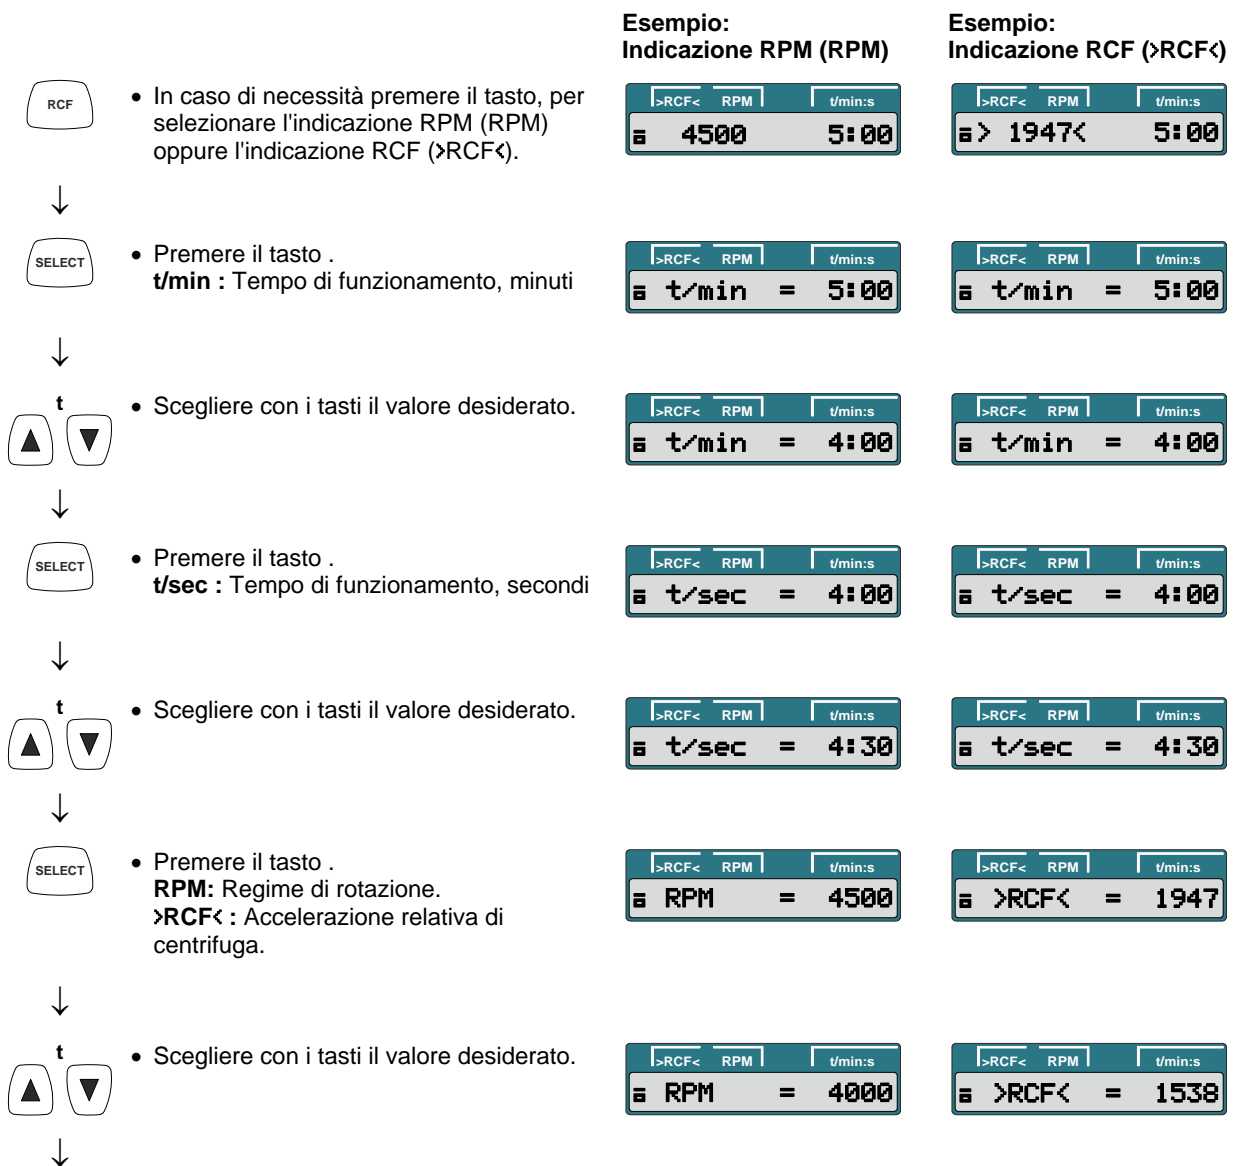 Esempio:
Indicazione RPM (RPM)
Esempio:
Indicazione RCF (>RCF<)
RCF
• In caso di necessità premere il tasto, per
selezionare l'indicazione RPM (RPM)
oppure l'indicazione RCF (>RCF<).
>RCF< RPM t/min:s
4500 5:00
>RCF< RPM t/min:s
> 1947< 5:00
↓
SELECT
• Premere il tasto .
t/min : Tempo di funzionamento, minuti
>RCF< RPM t/min:s
t/min = 5:00
>RCF< RPM t/min:s
t/min = 5:00
↓
t
▲ ▼
• Scegliere con i tasti il valore desiderato.
>RCF< RPM t/min:s
t/min = 4:00
>RCF< RPM t/min:s
t/min = 4:00
↓
SELECT
• Premere il tasto .
t/sec : Tempo di funzionamento, secondi
>RCF< RPM t/min:s
t/sec = 4:00
>RCF< RPM t/min:s
t/sec = 4:00
↓
t
▲ ▼
• Scegliere con i tasti il valore desiderato.
>RCF< RPM t/min:s
t/sec = 4:30
>RCF< RPM t/min:s
t/sec = 4:30
↓
SELECT
• Premere il tasto .
RPM: Regime di rotazione.
>RCF< : Accelerazione relativa di
centrifuga.
>RCF< RPM t/min:s
RPM = 4500
>RCF< RPM t/min:s
>RCF< = 1947
↓
t
▲ ▼
• Scegliere con i tasti il valore desiderato.
>RCF< RPM t/min:s
RPM = 4000
>RCF< RPM t/min:s
>RCF< = 1538
↓